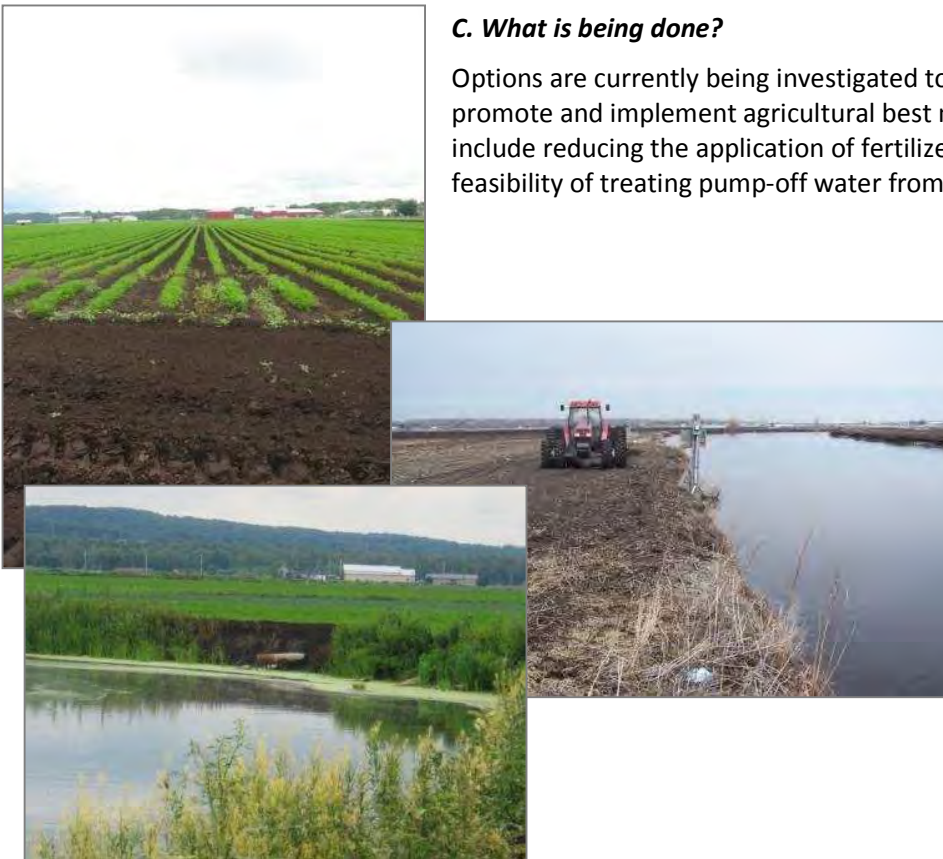 C. What is being done?
Options are currently being investigated to
promote and implement agricultural best
include reducing the application of
feasibility of treating pump-off water from